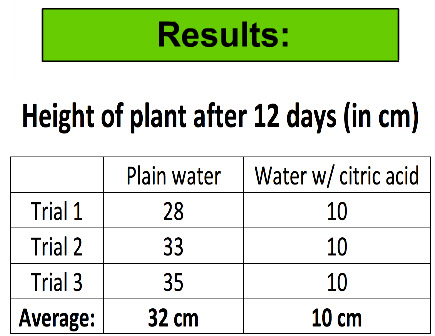 Results:
Height of plant after 12 days (in cm)
Plain water Water w/ citric acid
Trial 1 28 10
Trial 2 33 10
Trial 3 35 10
Average: 32 cm 10 cm